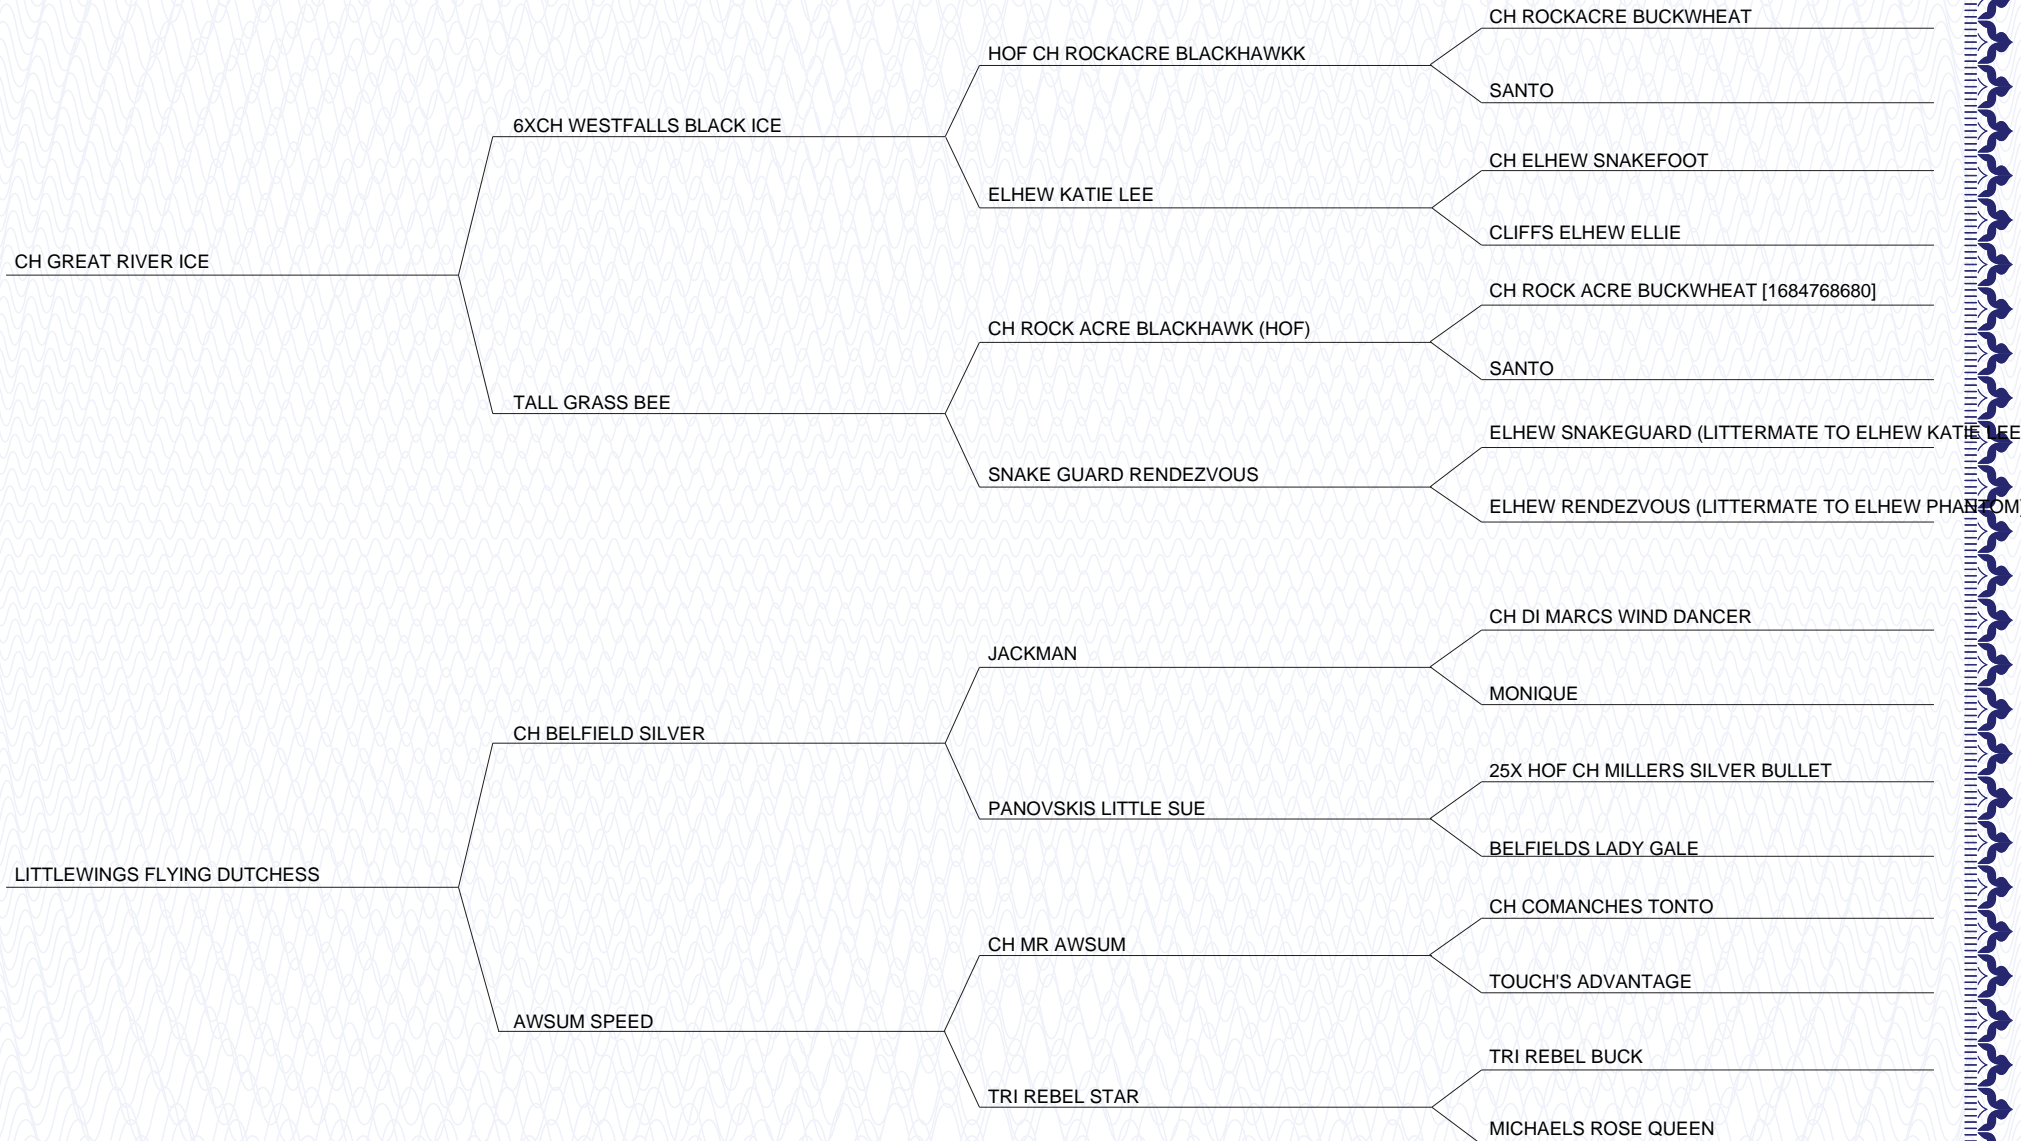 CH ROCKACRE BUCKWHEAT
HOF CH ROCKACRE BLACKHAWKK
SANTO
6XCH WESTFALLS BLACK ICE
CH ELHEW SNAKEFOOT
ELHEW KATIE LEE
CLIFFS ELHEW ELLIE
CH GREAT RIVER ICE
CH ROCK ACRE BUCKWHEAT [1684768680]
CH ROCK ACRE BLACKHAWK (HOF)
SANTO
TALL GRASS BEE
ELHEW SNAKEGUARD (LITTERMATE TO ELHEW KATIE LEE
SNAKE GUARD RENDEZVOUS
ELHEW RENDEZVOUS (LITTERMATE TO ELHEW PHANTOM)
CH DI MARCS WIND DANCER
JACKMAN
MONIQUE
CH BELFIELD SILVER
25X HOF CH MILLERS SILVER BULLET
PANOVSKIS LITTLE SUE
BELFIELDS LADY GALE
LITTLEWINGS FLYING DUTCHESS
CH COMANCHES TONTO
CH MR AWSUM
TOUCH'S ADVANTAGE
AWSUM SPEED
TRI REBEL BUCK
TRI REBEL STAR
MICHAELS ROSE QUEEN